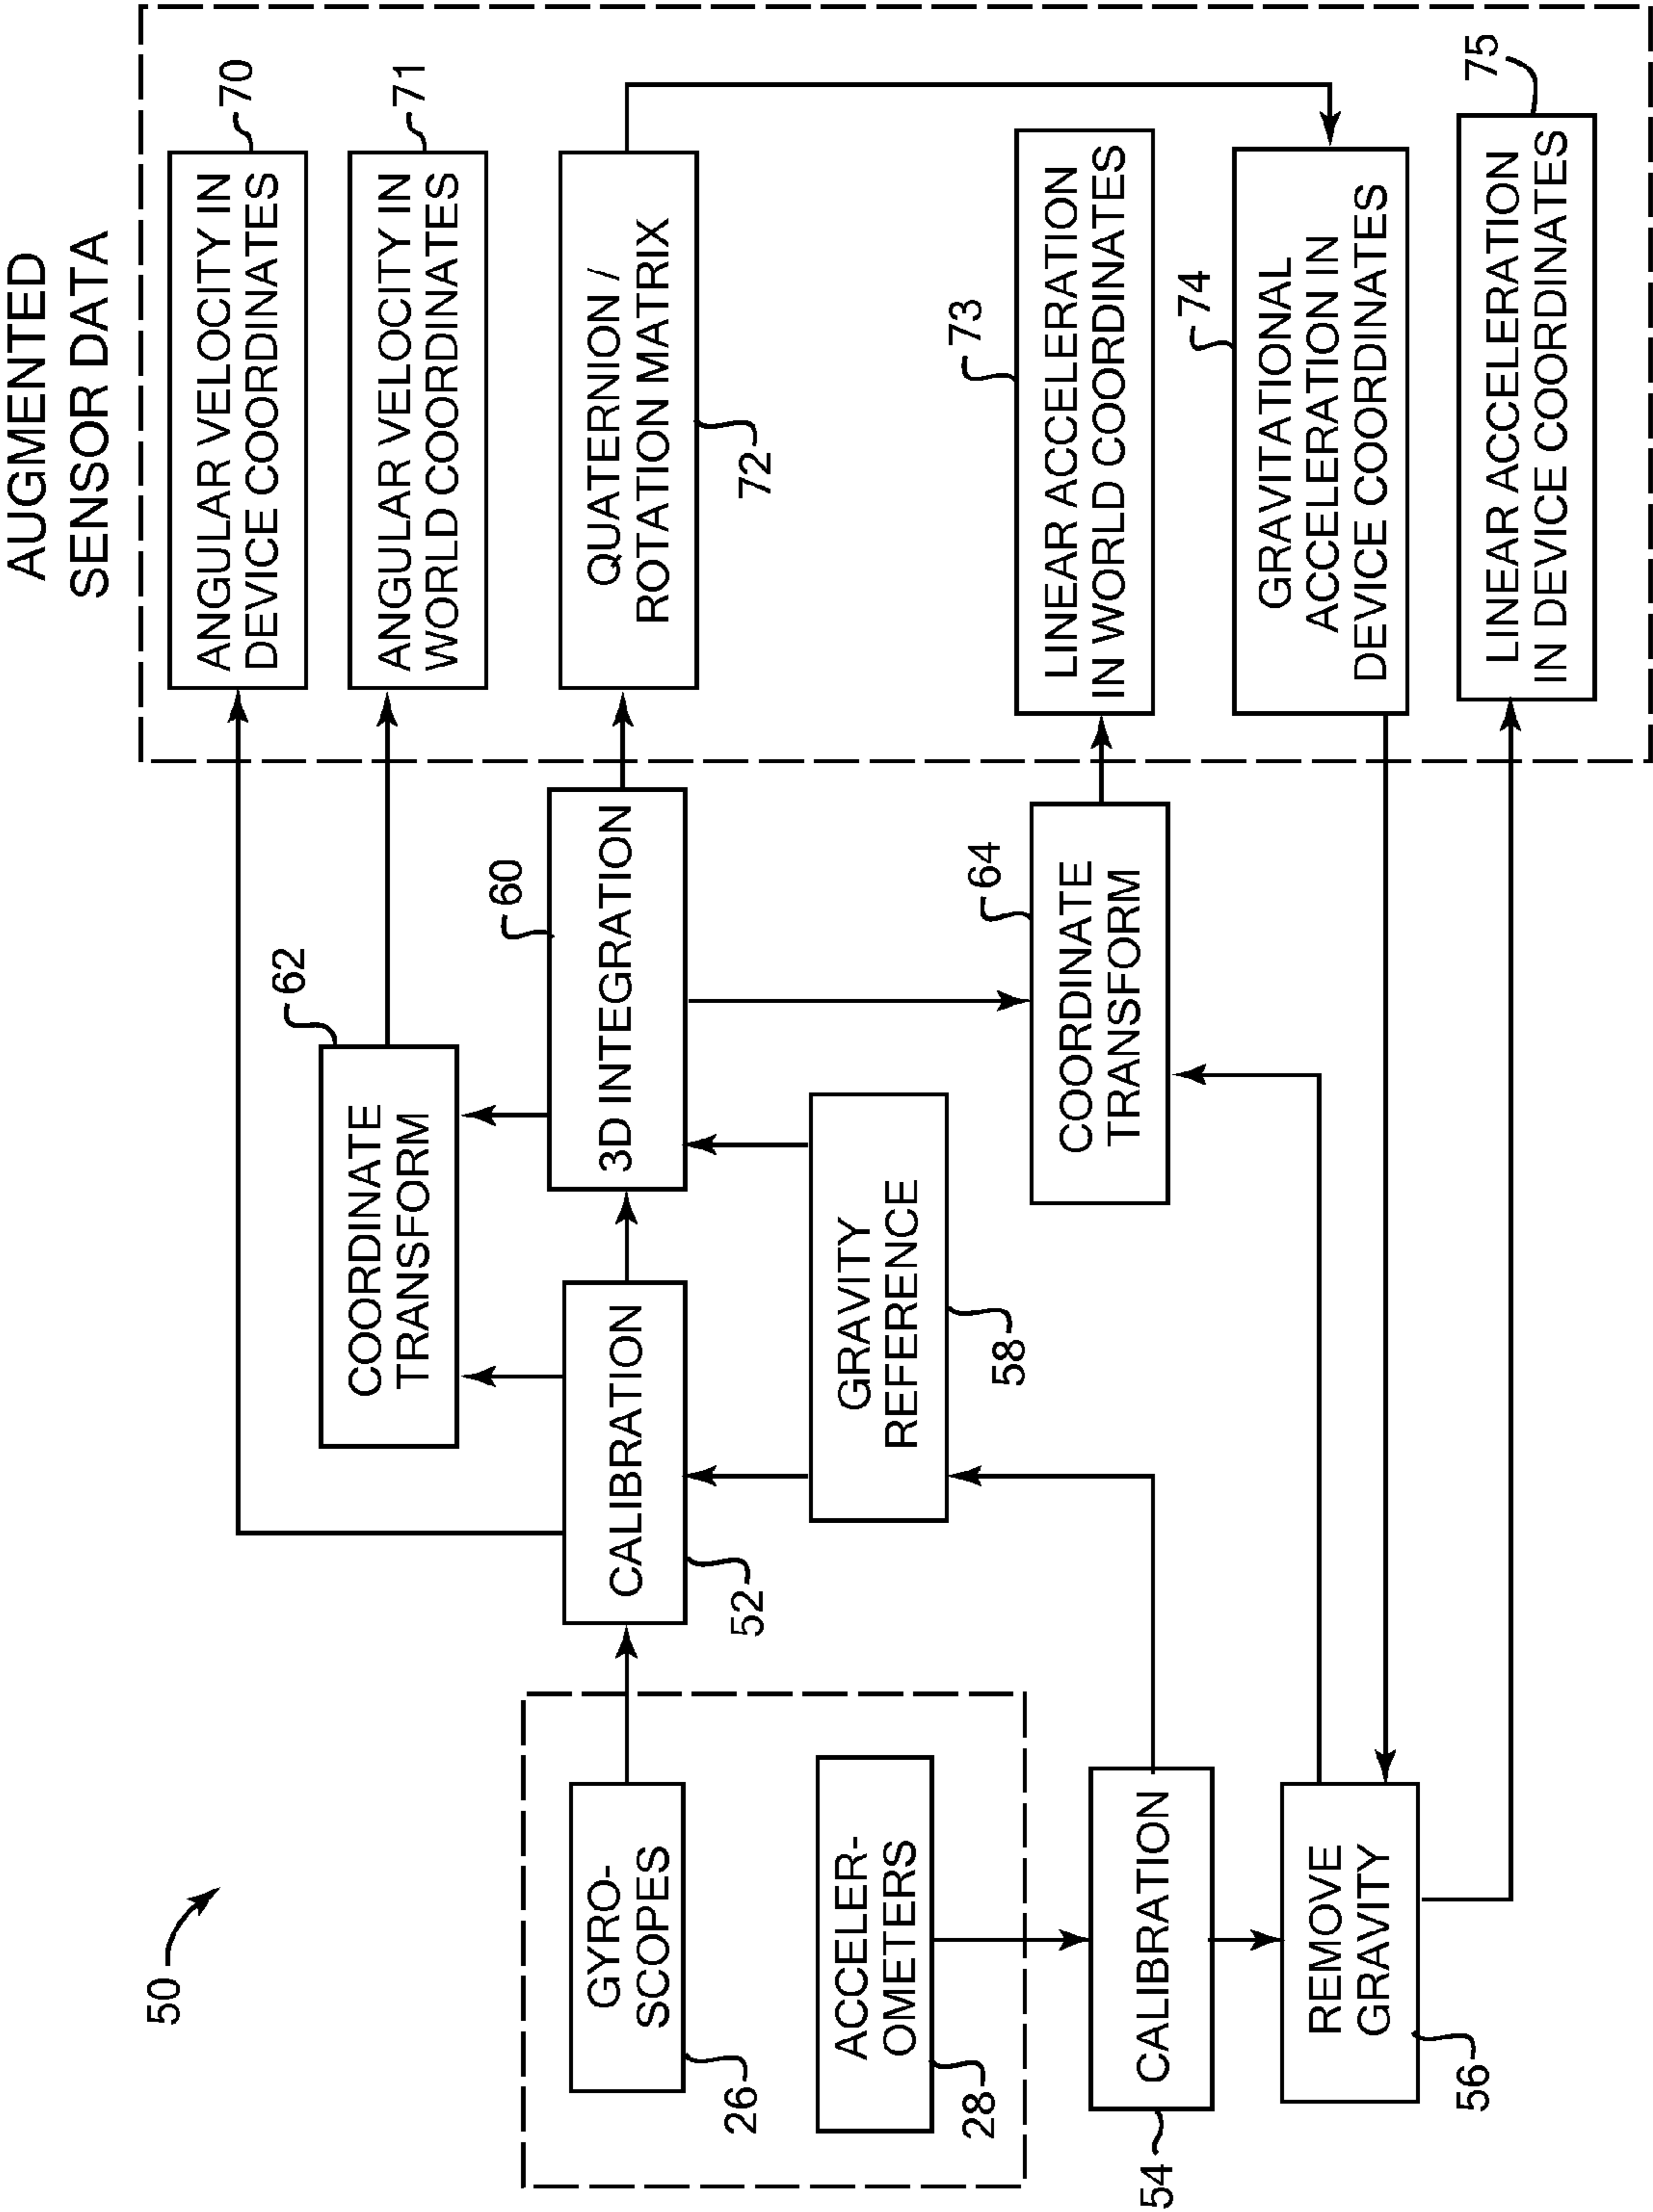 AUGMENTED
SENSOR DATA
50
GYRO-
SCOPES
26
ACCELER-
OMETERS
28
CALIBRATION
52
CALIBRATION
54
REMOVE
GRAVITY
56
GRAVITY
REFERENCE
58
COORDINATE
TRANSFORM
62
3D INTEGRATION
60
COORDINATE
TRANSFORM
64
ANGULAR VELOCITY IN
DEVICE COORDINATES
70
ANGULAR VELOCITY IN
WORLD COORDINATES
71
QUATERNION /
ROTATION MATRIX
72
LINEAR ACCELERATION
IN WORLD COORDINATES
73
GRAVITATIONAL
ACCELERATION IN
DEVICE COORDINATES
74
LINEAR ACCELERATION
IN DEVICE COORDINATES
75